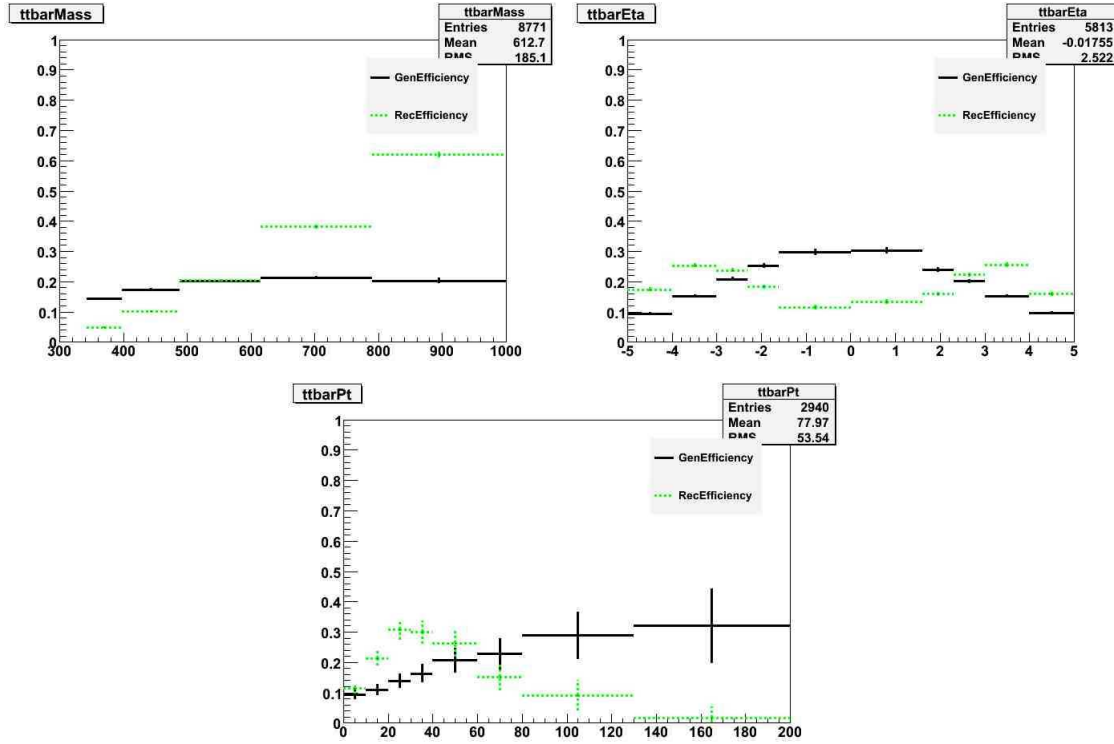 ttbarMass
ttbarMass
Entries 8771
Mean 612.7
RMS 185.1
GenEfficiency
RecEfficiency
1
0.9
0.8
0.7
0.6
0.5
0.4
0.3
0.2
0.1
0
300 400 500 600 700 800 900 1000
ttbarEta
ttbarEta
Entries 5813
Mean -0.01755
RMS 2.522
GenEfficiency
RecEfficiency
1
0.9
0.8
0.7
0.6
0.5
0.4
0.3
0.2
0.1
0
-5 -4 -3 -2 -1 0 1 2 3 4 5
ttbarPt
ttbarPt
Entries 2940
Mean 77.97
RMS 53.54
GenEfficiency
RecEfficiency
1
0.9
0.8
0.7
0.6
0.5
0.4
0.3
0.2
0.1
0
0 20 40 60 80 100 120 140 160 180 200